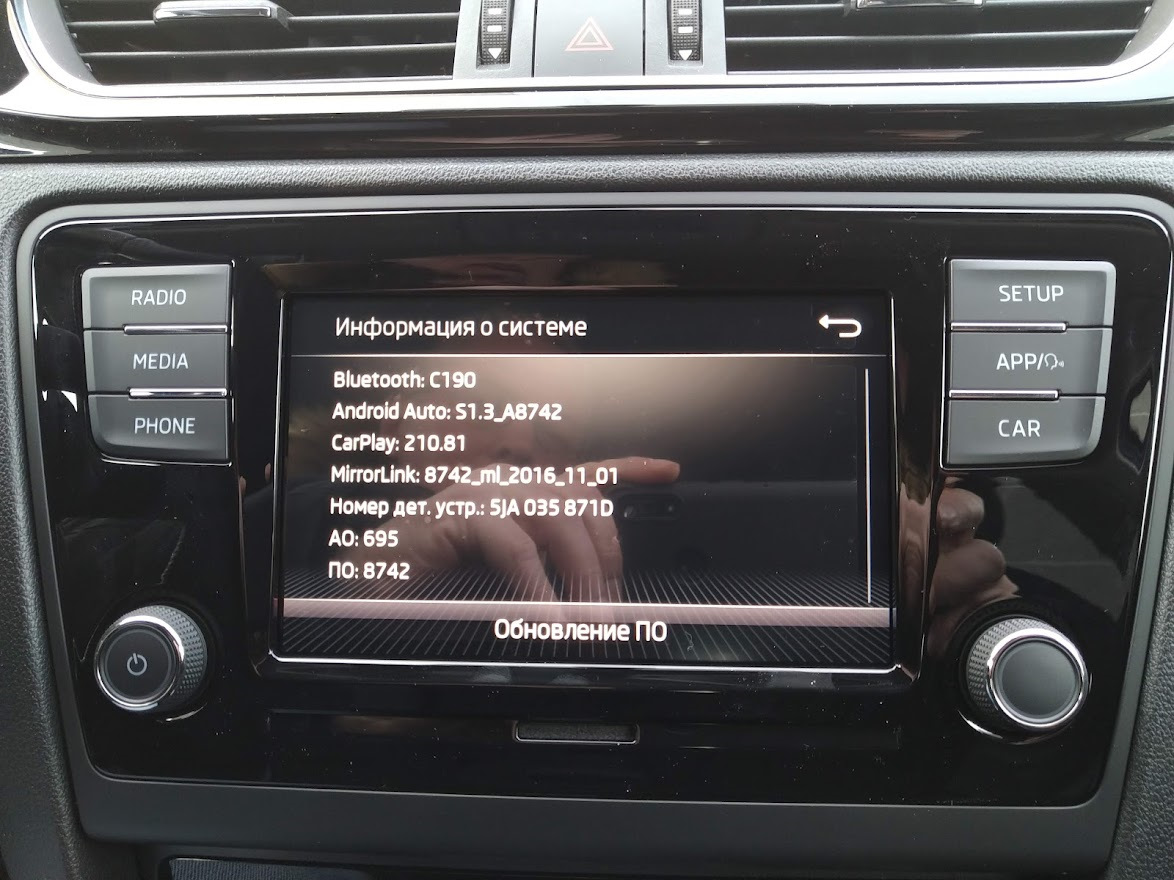 RADIO
MEDIA
PHONE
Информация о системе
Bluetooth: C190
Android Auto: S1.3_A8742
CarPlay: 210.81
MirrorLink: 8742_ml_2016_11_01
Номер дет. устр.: 5JA 035 871D
АО: 695
ПО: 8742
Обновление ПО
SETUP
APP/
CAR